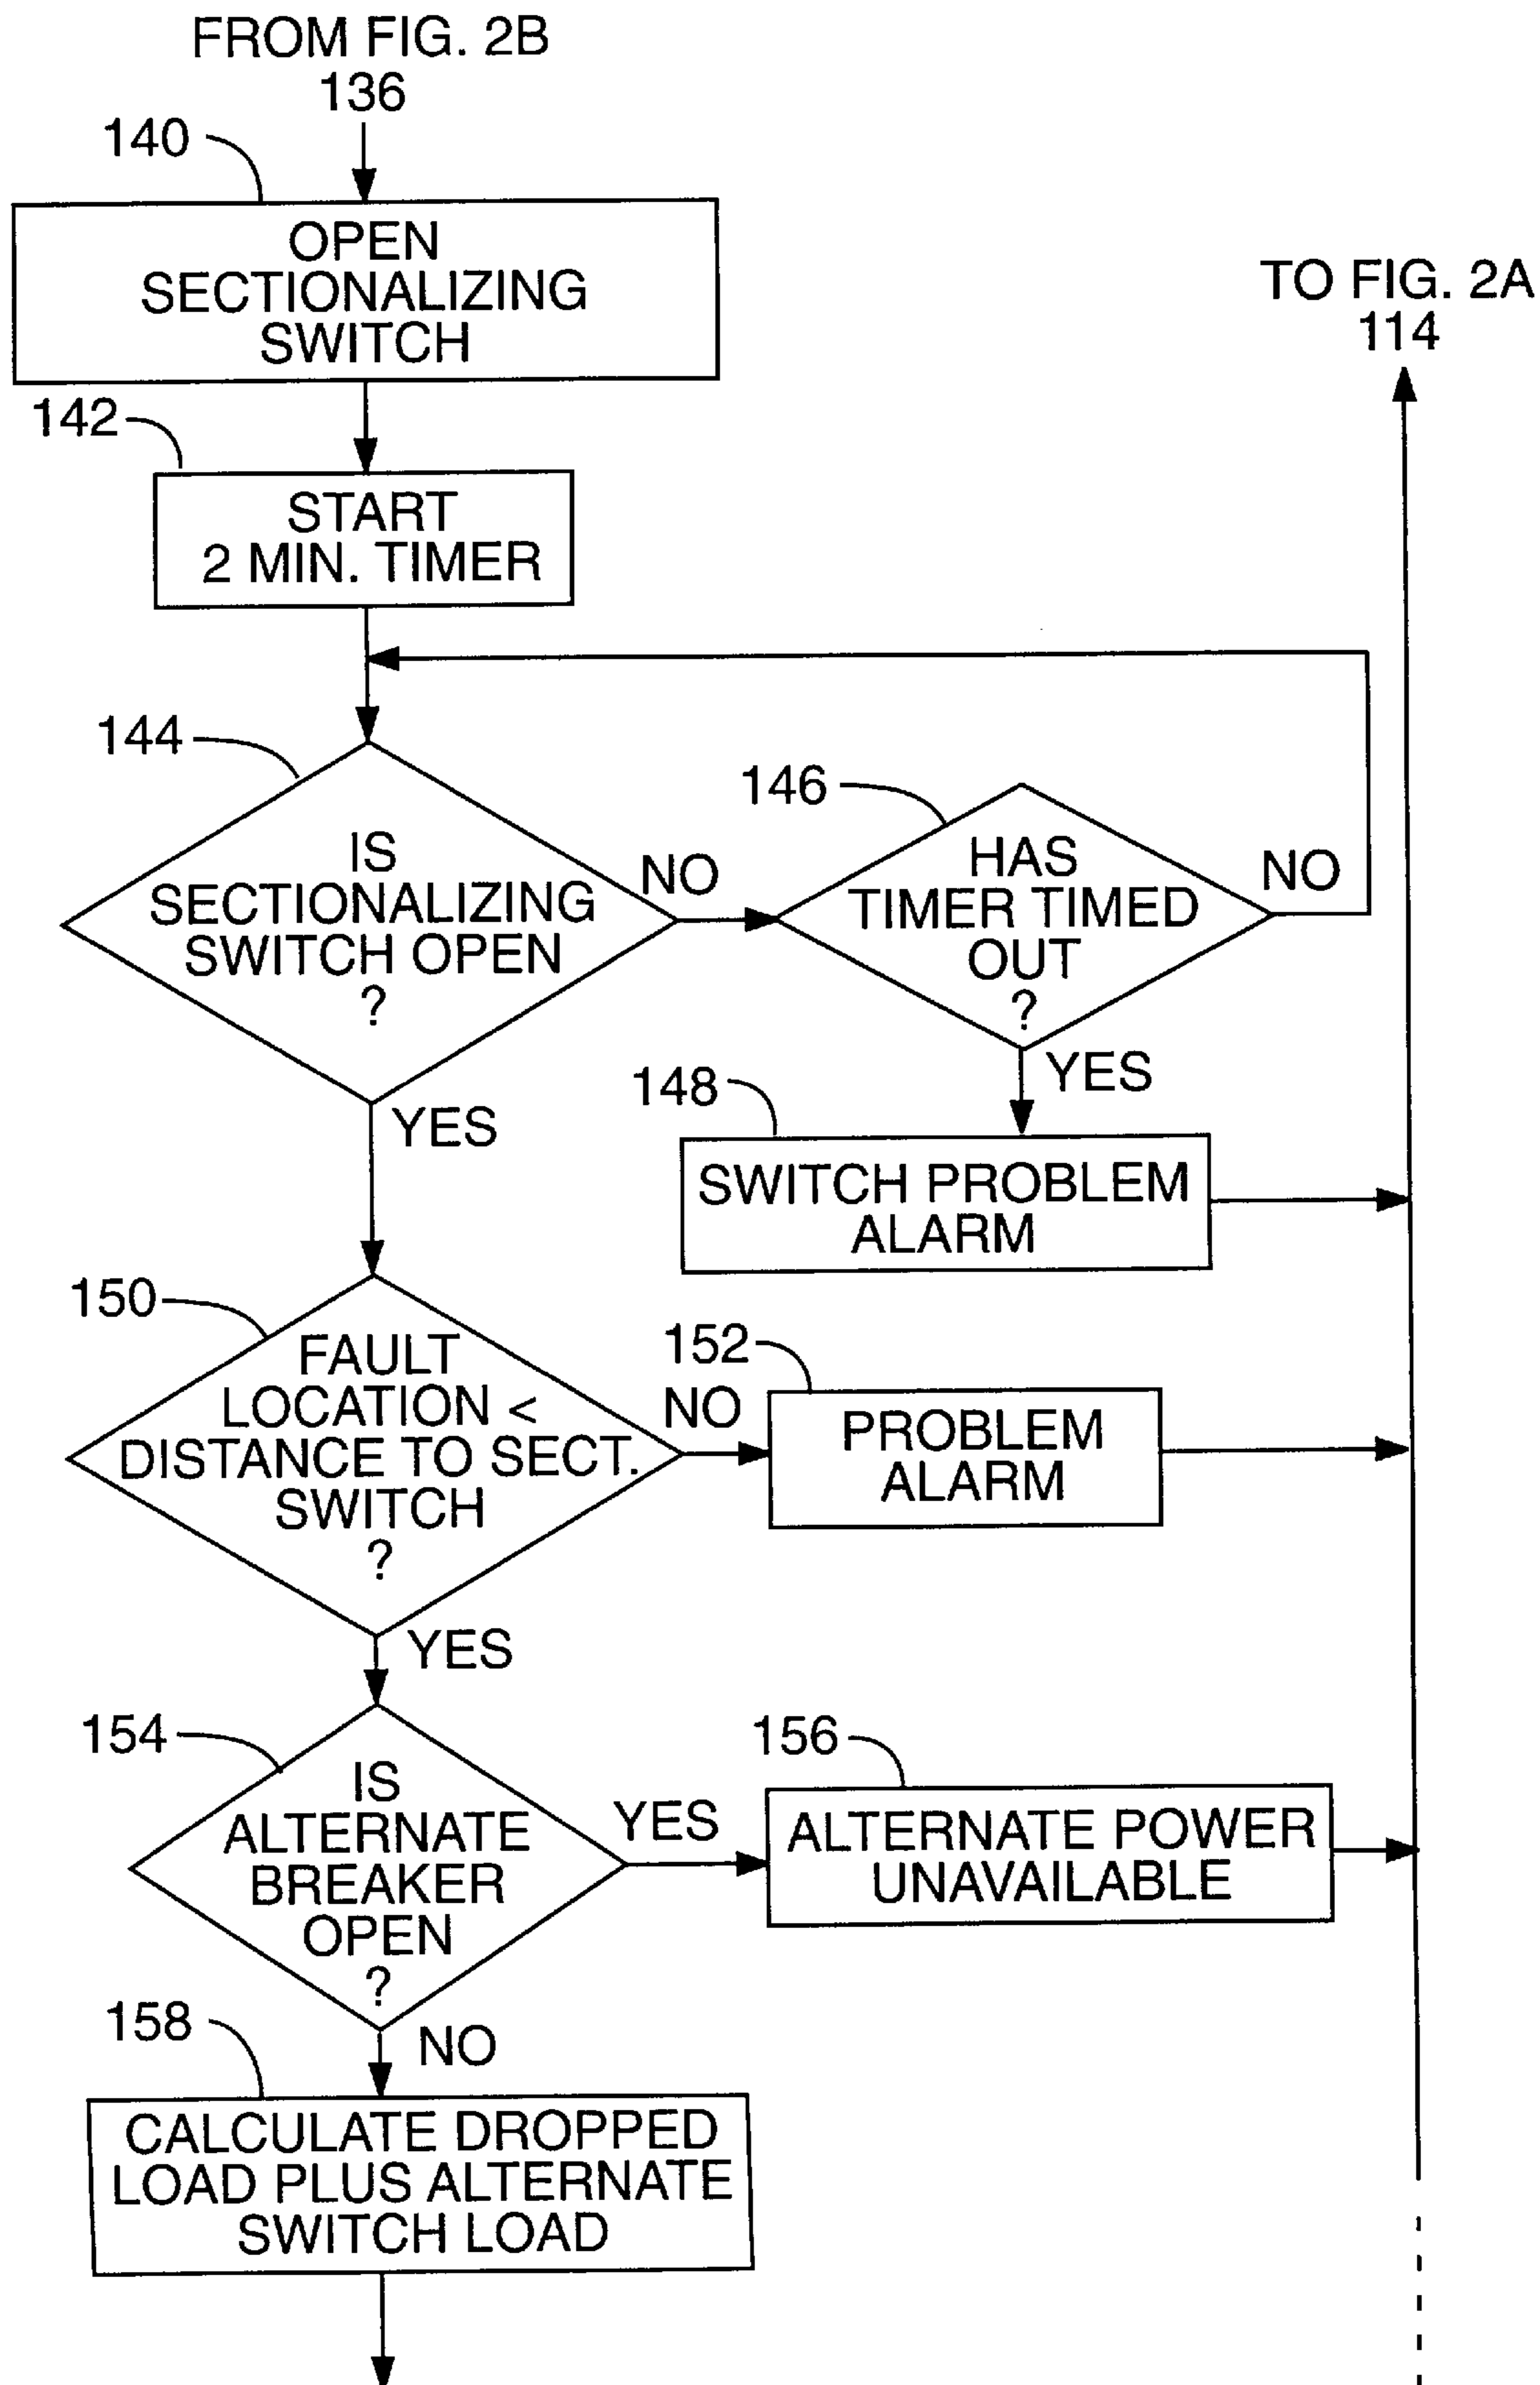 FROM FIG. 2B
136
140
OPEN
SECTIONALIZING
SWITCH
TO FIG. 2A
114
142
START
2 MIN. TIMER
144
IS
SECTIONALIZING
SWITCH OPEN
?
NO
146
HAS
TIMER TIMED
OUT
?
NO
YES
YES
148
SWITCH PROBLEM
ALARM
150
FAULT
LOCATION <
DISTANCE TO SECT.
SWITCH
?
NO
152
PROBLEM
ALARM
YES
154
IS
ALTERNATE
BREAKER
OPEN
?
YES
156
ALTERNATE POWER
UNAVAILABLE
NO
158
CALCULATE DROPPED
LOAD PLUS ALTERNATE
SWITCH LOAD